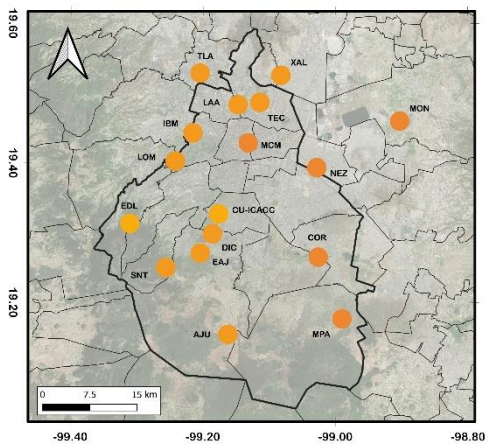 19.60
19.40
19.20
TLA
XAL
LAA
TEC
MON
IBM
MCM
LOM
NEZ
EDL
CU-ICACC
DIC
COR
EAJ
SNT
AJU
MPA
0 7.5 15 km
-99.40 -99.20 -99.00 -98.80